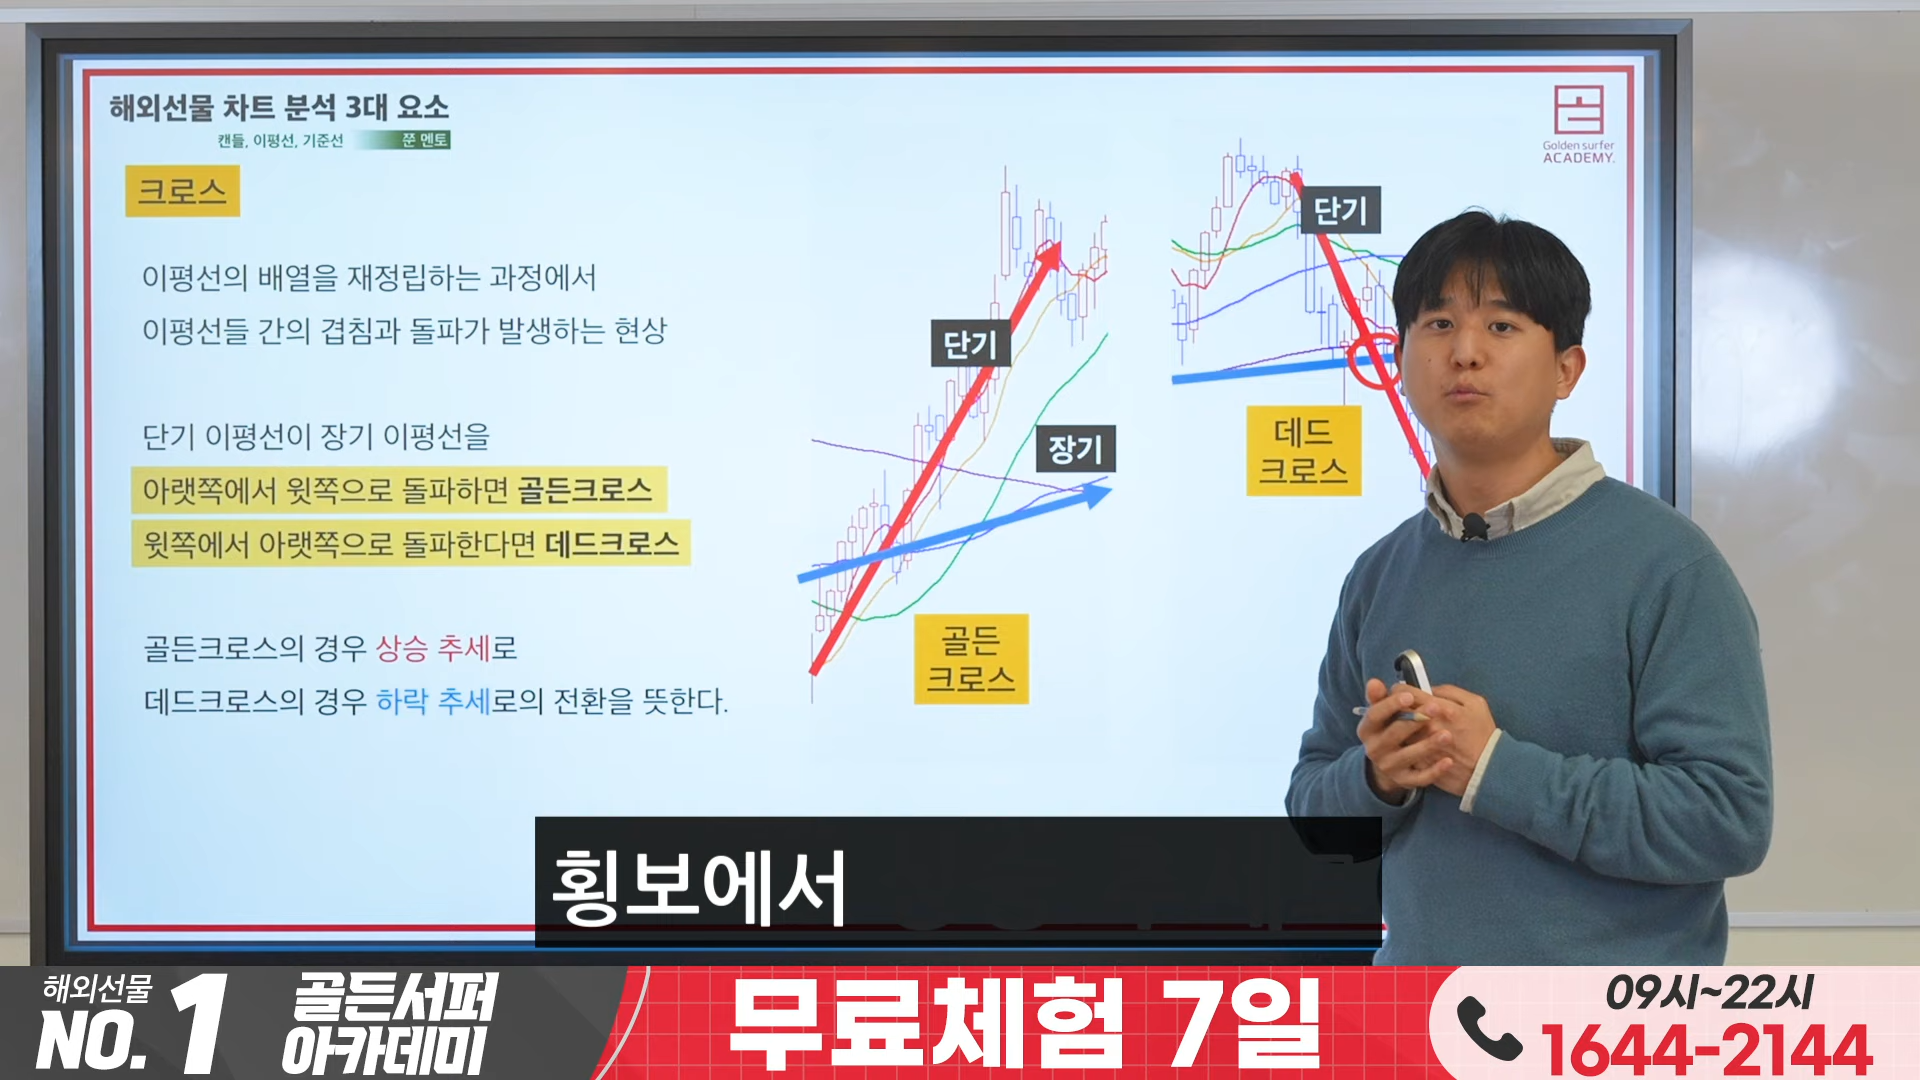 해외선물 차트 분석 3대 요소
캔들, 이평선, 기준선
쭌 멘토
Golden surfer
ACADEMY.
크로스
이평선의 배열을 재정립하는 과정에서
이평선들 간의 겹침과 돌파가 발생하는 현상
단기 이평선이 장기 이평선을
아랫쪽에서 윗쪽으로 돌파하면 골든크로스
윗쪽에서 아랫쪽으로 돌파한다면 데드크로스
골든크로스의 경우 상승 추세로
데드크로스의 경우 하락 추세로의 전환을 뜻한다.
단기
장기
골든
크로스
단기
데드
크로스
횡보에서
해외선물
NO. 1
골든서퍼
아카데미
무료체험 7일
09시~22시
1644-2144